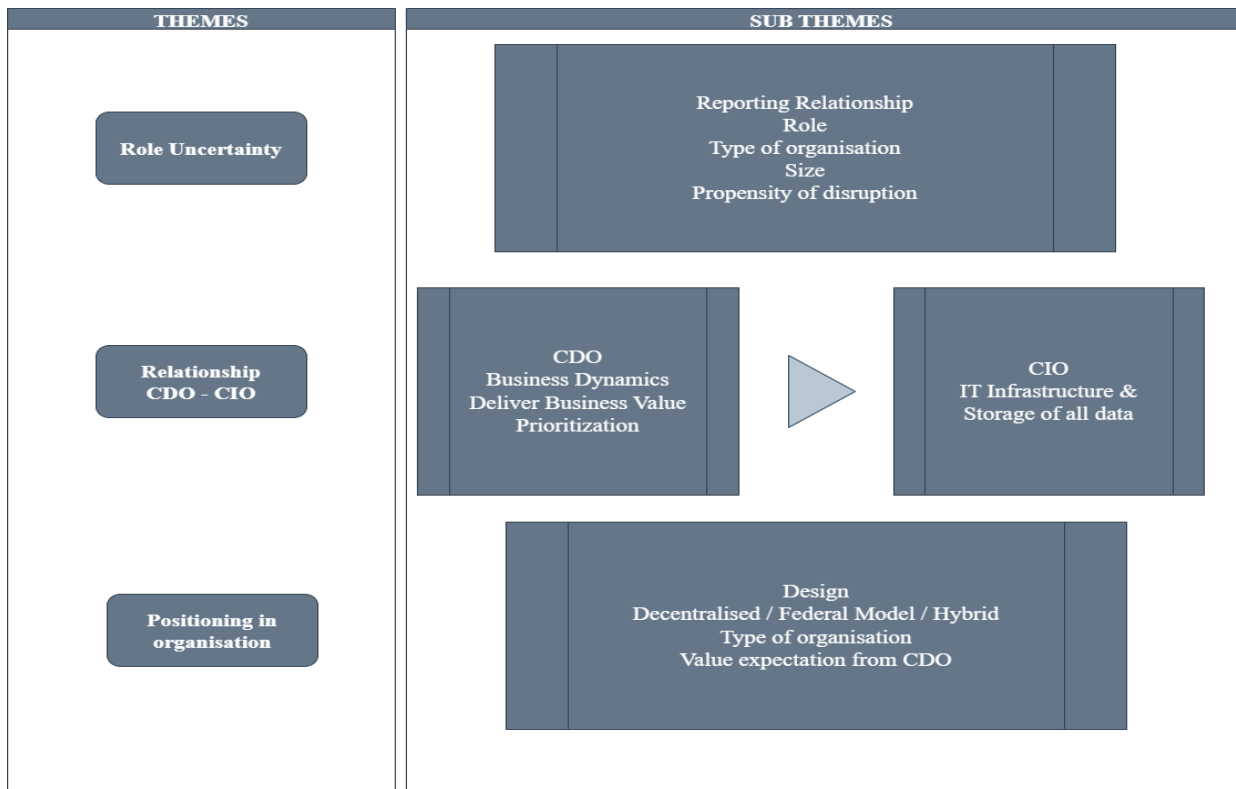 THEMES
SUB THEMES
Role Uncertainty
Reporting Relationship
Role
Type of organisation
Size
Propensity of disruption
Relationship
CDO - CIO
CDO
Business Dynamics
Deliver Business Value
Prioritization
CIO
IT Infrastructure &
Storage of all data
Positioning in
organisation
Design
Decentralised / Federal Model / Hybrid
Type of organisation
Value expectation from CDO